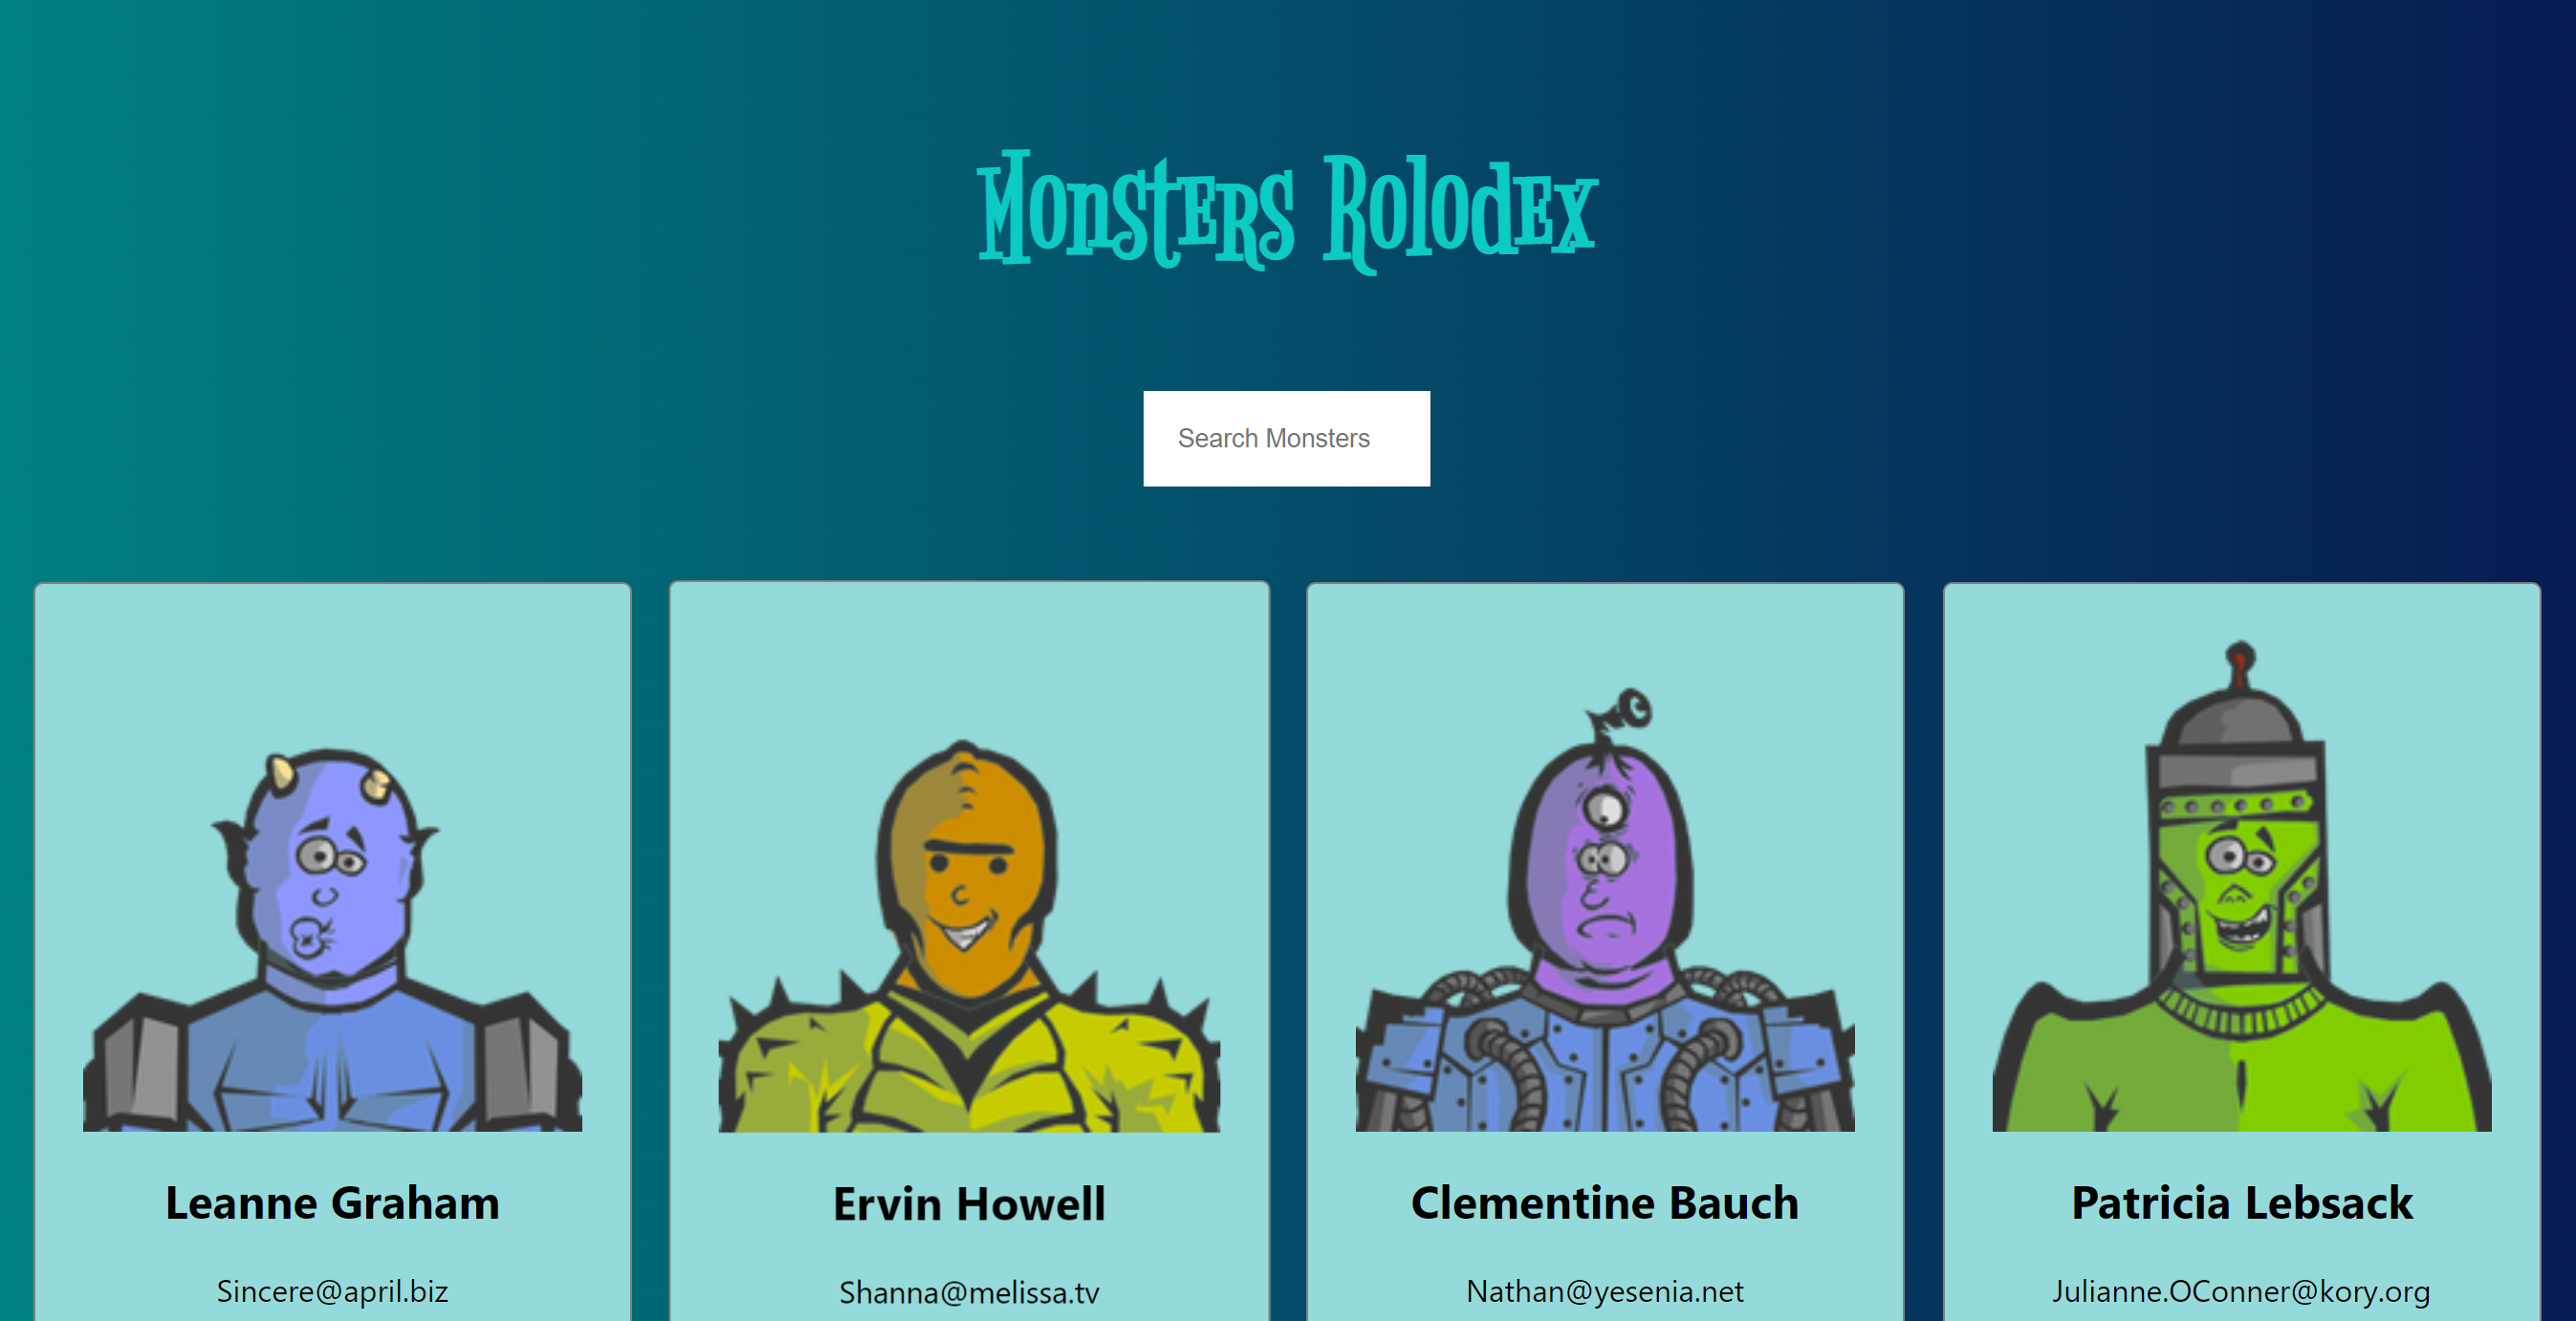 Monsters Rolodex
Search Monsters
Leanne Graham
Sincere@april.biz
Ervin Howell
Shanna@melissa.tv
Clementine Bauch
Nathan@yesenia.net
Patricia Lebsack
Julianne.OConner@kory.org